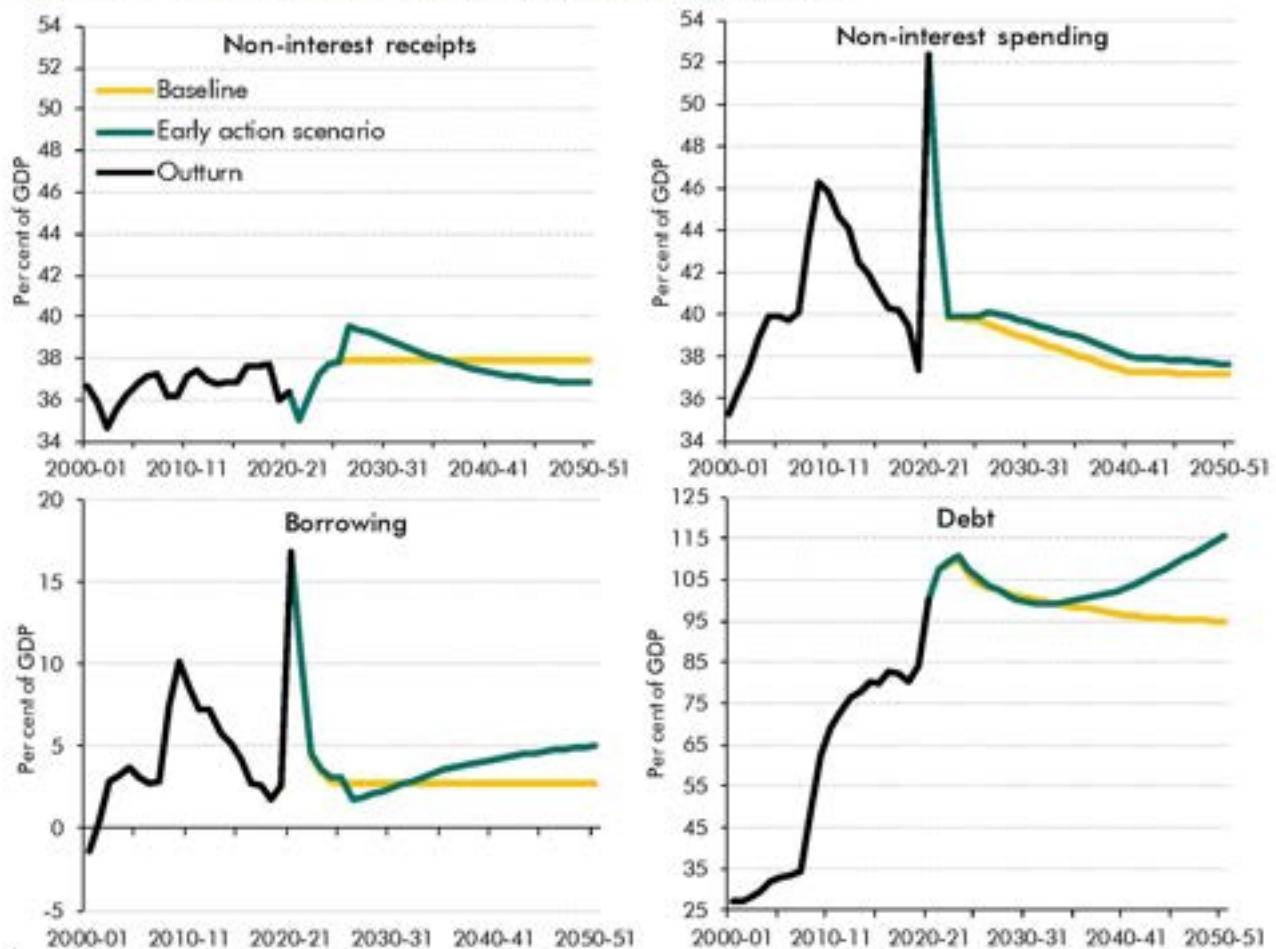 Non-interest receipts
Baseline
Early action scenario
Outturn
Per cent of GDP
54
52
50
48
46
44
42
40
38
36
34
2000-01 2010-11 2020-21 2030-31 2040-41 2050-51
Non-interest spending
Per cent of GDP
54
52
50
48
46
44
42
40
38
36
34
2000-01 2010-11 2020-21 2030-31 2040-41 2050-51
Borrowing
Per cent of GDP
20
15
10
5
0
-5
2000-01 2010-11 2020-21 2030-31 2040-41 2050-51
Debt
Per cent of GDP
125
115
105
95
85
75
65
55
45
35
25
2000-01 2010-11 2020-21 2030-31 2040-41 2050-51